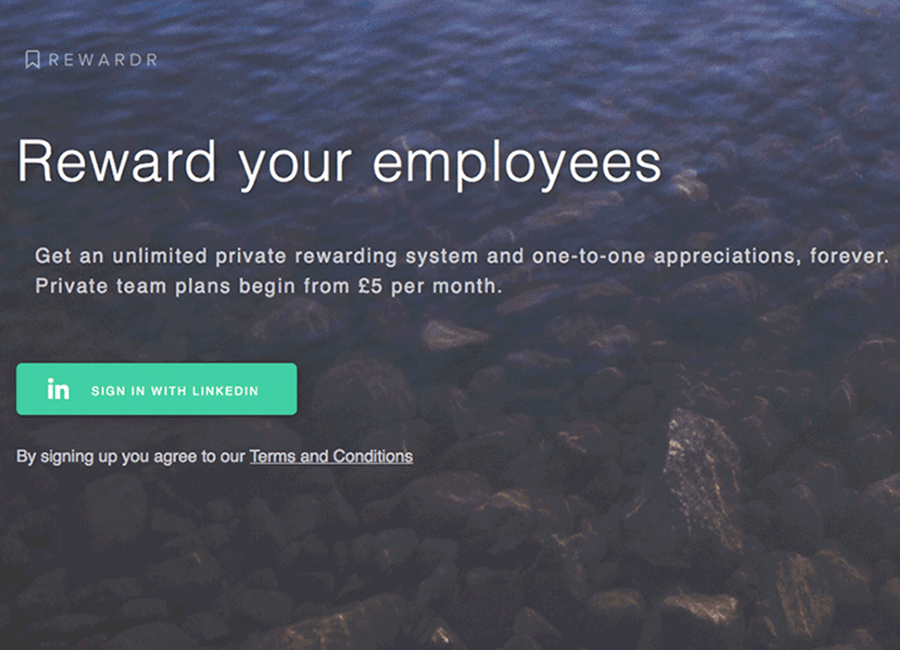 REWARDR
Reward your employees
Get an unlimited private rewarding system and one-to-one appreciations, forever.
Private team plans begin from £5 per month.
in SIGN IN WITH LINKEDIN
By signing up you agree to our Terms and Conditions